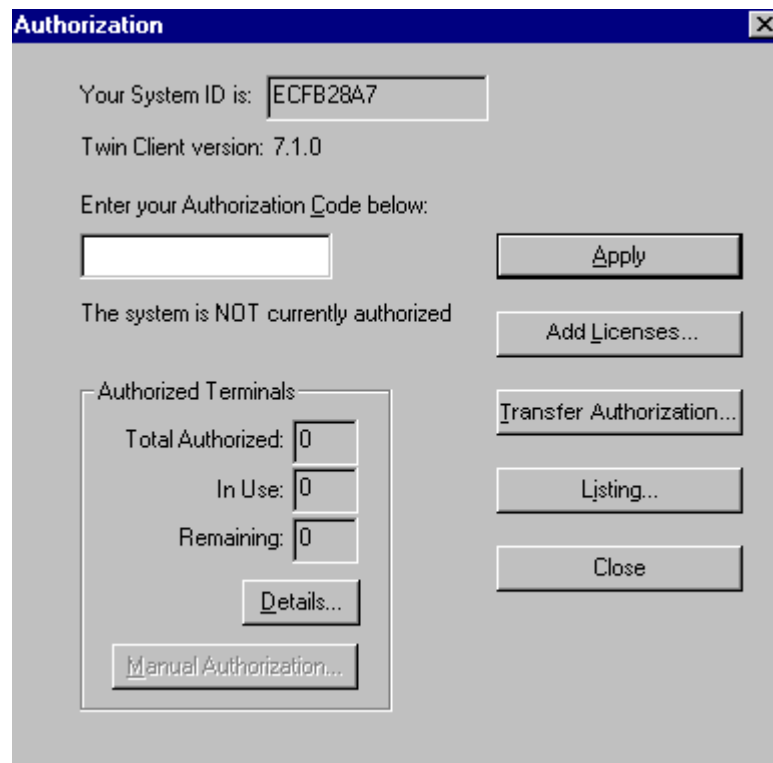 Authorization
Your System ID is: ECFB28A7
Twin Client version: 7.1.0
Enter your Authorization Code below:
Apply
The system is NOT currently authorized
Add Licenses...
Authorized Terminals
Transfer Authorization...
Total Authorized: 0
In Use: 0
Listing...
Remaining: 0
Close
Details...
Manual Authorization...